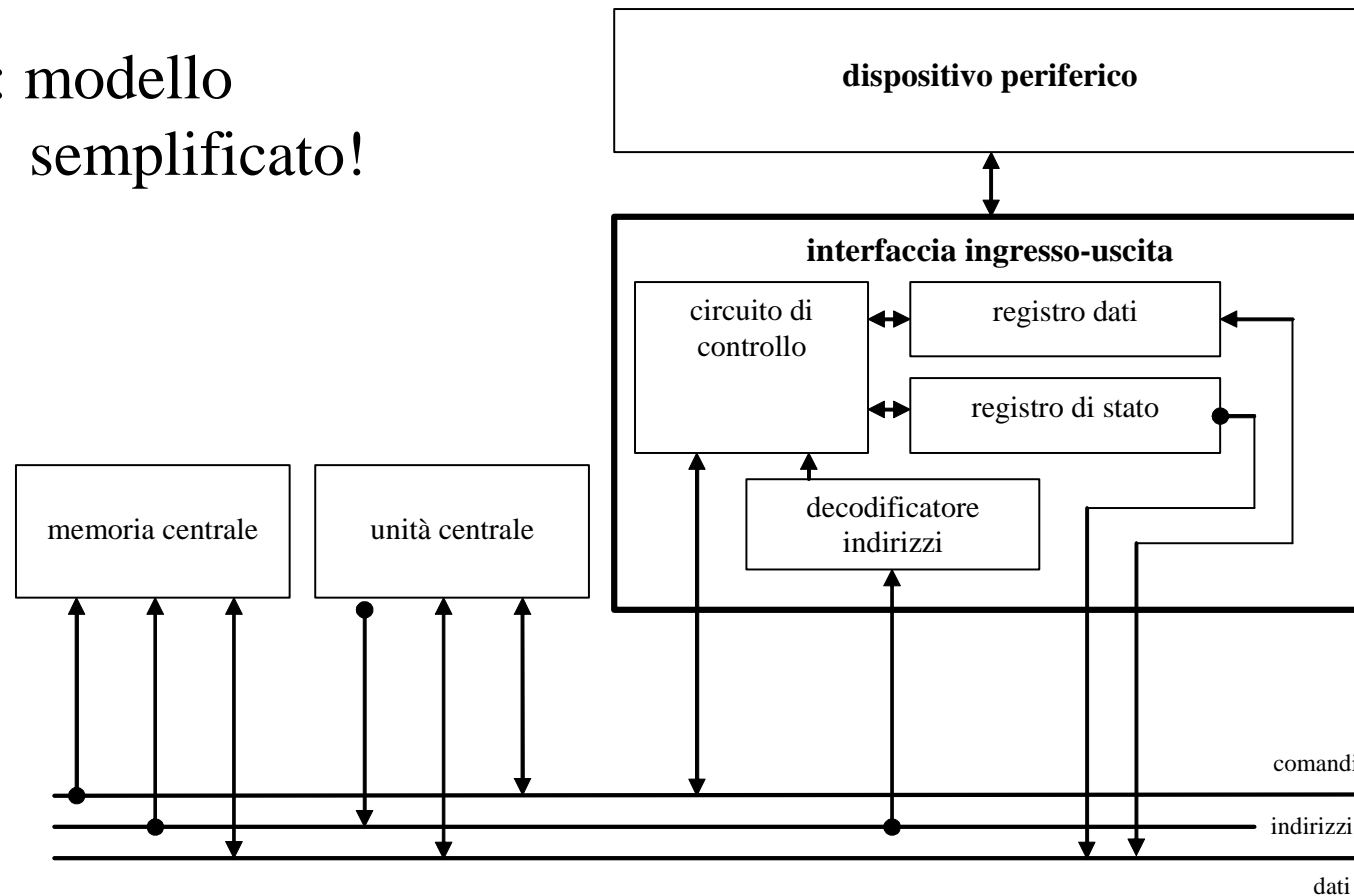 : modello
semplificato!
dispositivo periferico
interfaccia ingresso-uscita
circuito di
controllo
registro dati
registro di stato
decodificatore
indirizzi
memoria centrale
unità centrale
comandi
indirizzi
dati